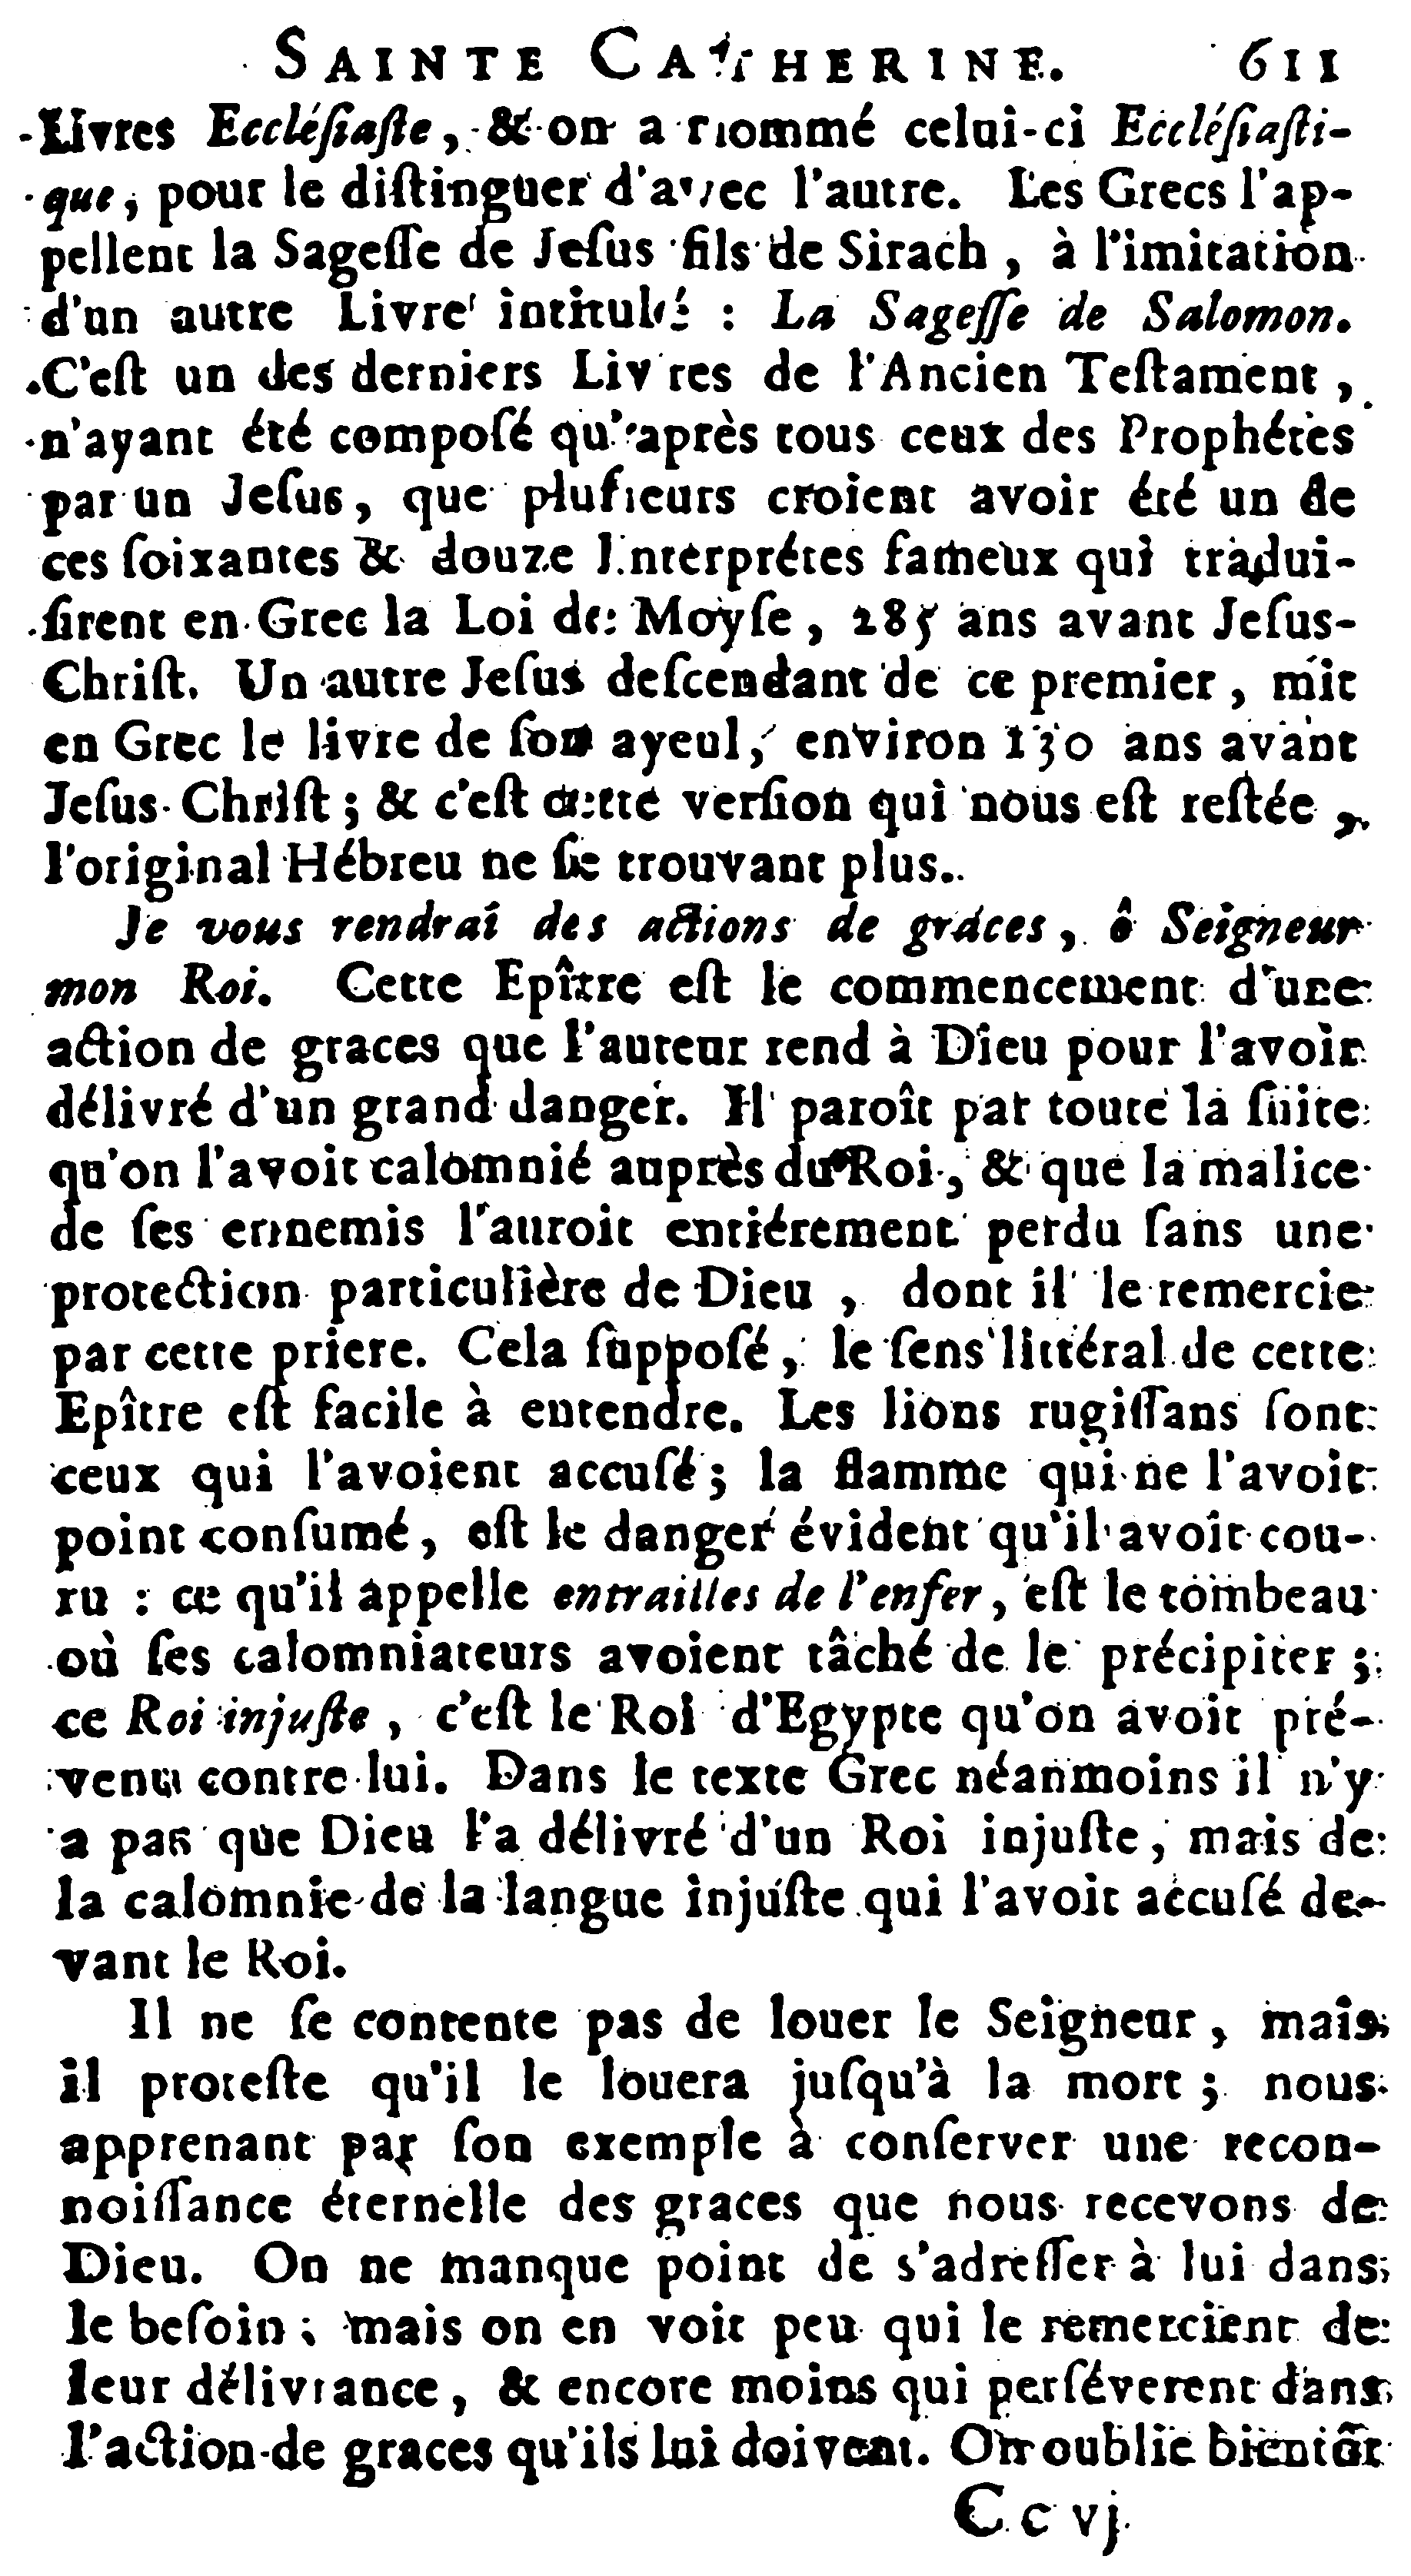 SAINTE CATHERINE. 611
Livres Eccléſiaſte, & on a nommé celui-ci Eccléſiaſti-
que, pour le diſtinguer d'avec l'autre. Les Grecs l'ap-
pellent la Sageſſe de Jeſus fils de Sirach, à l'imitation
d'un autre Livre intitulé : La Sageſſe de Salomon.
C'eſt un des derniers Livres de l'Ancien Teſtament,
n'ayant été compoſé qu'après tous ceux des Prophétes
par un Jeſus, que pluſieurs croient avoir été un de
ces ſoixantes & douze Interprétes fameux qui tradui-
ſirent en Grec la Loi de Moyſe, 285 ans avant Jeſus-
Chriſt. Un autre Jeſus deſcendant de ce premier, mit
en Grec le livre de ſon ayeul, environ 130 ans avant
Jeſus-Chriſt ; & c'eſt cette verſion qui nous eſt reſtée,
l'original Hébreu ne ſe trouvant plus.
Je vous rendrai des actions de graces, ô Seigneur
mon Roi. Cette Epître eſt le commencement d'une
action de graces que l'auteur rend à Dieu pour l'avoir
délivré d'un grand danger. Il paroît par toute la ſuite
qu'on l'avoit calomnié auprès du Roi, & que la malice
de ſes ennemis l'auroit entiérement perdu ſans une
protection particulière de Dieu, dont il le remercie
par cette priere. Cela ſuppoſé, le ſens littéral de cette
Epître eſt facile à entendre. Les lions rugiſſans ſont
ceux qui l'avoient accuſé ; la flamme qui ne l'avoit
point conſumé, eſt le danger évident qu'il avoit cou-
ru : ce qu'il appelle entrailles de l'enfer, eſt le tombeau
où ſes calomniateurs avoient tâché de le précipiter ;
ce Roi injuſte, c'eſt le Roi d'Egypte qu'on avoit pré-
venu contre lui. Dans le texte Grec néanmoins il n'y
a pas que Dieu l'a délivré d'un Roi injuſte, mais de
la calomnie de la langue injuſte qui l'avoit accuſé de-
vant le Roi.
Il ne ſe contente pas de louer le Seigneur, mais
il proteſte qu'il le louera juſqu'à la mort ; nous
apprenant par ſon exemple à conſerver une recon-
noiſſance éternelle des graces que nous recevons de
Dieu. On ne manque point de s'adreſſer à lui dans
le beſoin ; mais on en voit peu qui le remercient de
leur délivrance, & encore moins qui perſéverent dans
l'action de graces qu'ils lui doivent. On oublie bientôt
Cc vj